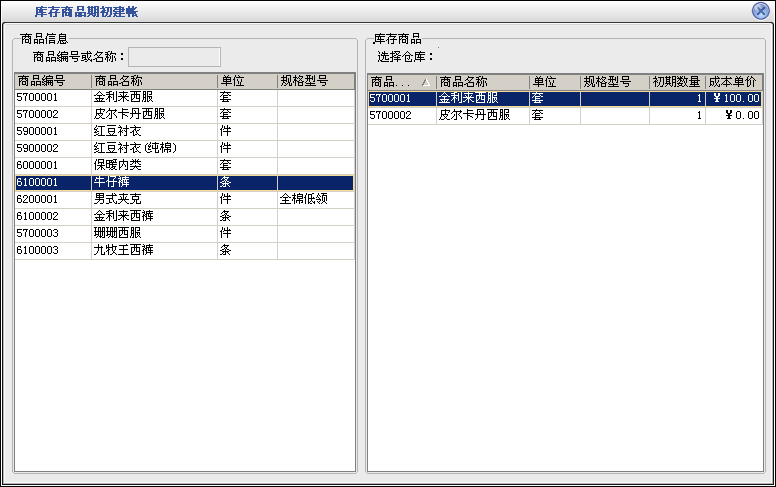 库存商品期初建帐
商品信息
商品编号或名称：
商品编号 商品名称 单位 规格型号
5700001 金利来西服 套
5700002 皮尔卡丹西服 套
5900001 红豆衬衣 件
5900002 红豆衬衣(纯棉) 件
6000001 保暖内类 套
6100001 牛仔裤 条
6200001 男式夹克 件 全棉低领
6100002 金利来西裤 条
5700003 珊珊西服 件
6100003 九牧王西裤 条
库存商品
选择仓库：
商品... 商品名称 单位 规格型号 初期数量 成本单价
5700001 金利来西服 套 1 ￥100.00
5700002 皮尔卡丹西服 套 1 ￥0.00